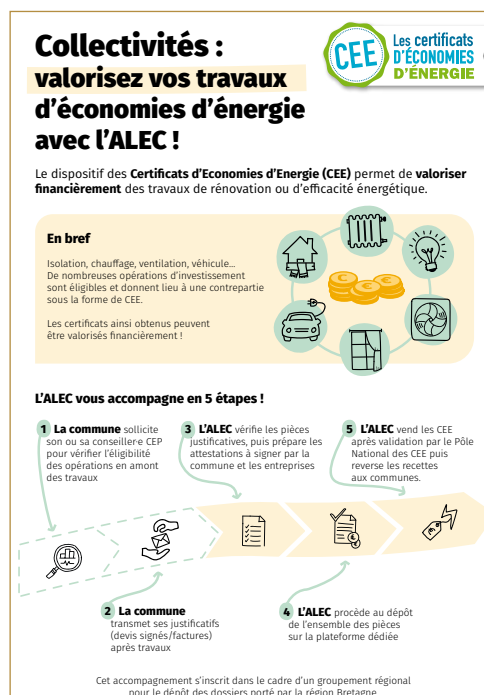 Collectivités :
valorisez vos travaux
d'économies d'énergie
avec l'ALEC !
CEE
Les certificats
D'ÉCONOMIES
D'ÉNERGIE
Le dispositif des Certificats d'Economies d'Energie (CEE) permet de valoriser
financièrement des travaux de rénovation ou d'efficacité énergétique.
En bref
Isolation, chauffage, ventilation, véhicule...
De nombreuses opérations d'investissement
sont éligibles et donnent lieu à une contrepartie
sous la forme de CEE.
Les certificats ainsi obtenus peuvent
être valorisés financièrement !
L'ALEC vous accompagne en 5 étapes !
1 La commune sollicite
son ou sa conseiller·e CEP
pour vérifier l'éligibilité
des opérations en amont
des travaux
3 L'ALEC vérifie les pièces
justificatives, puis prépare les
attestations à signer par la
commune et les entreprises
5 L'ALEC vend les CEE
après validation par le Pôle
National des CEE puis
reverse les recettes
aux communes.
2 La commune
transmet ses justificatifs
(devis signés/factures)
après travaux
4 L'ALEC procède au dépôt
de l'ensemble des pièces
sur la plateforme dédiée
Cet accompagnement s'inscrit dans le cadre d'un groupement régional
pour le dépôt des dossiers porté par la région Bretagne